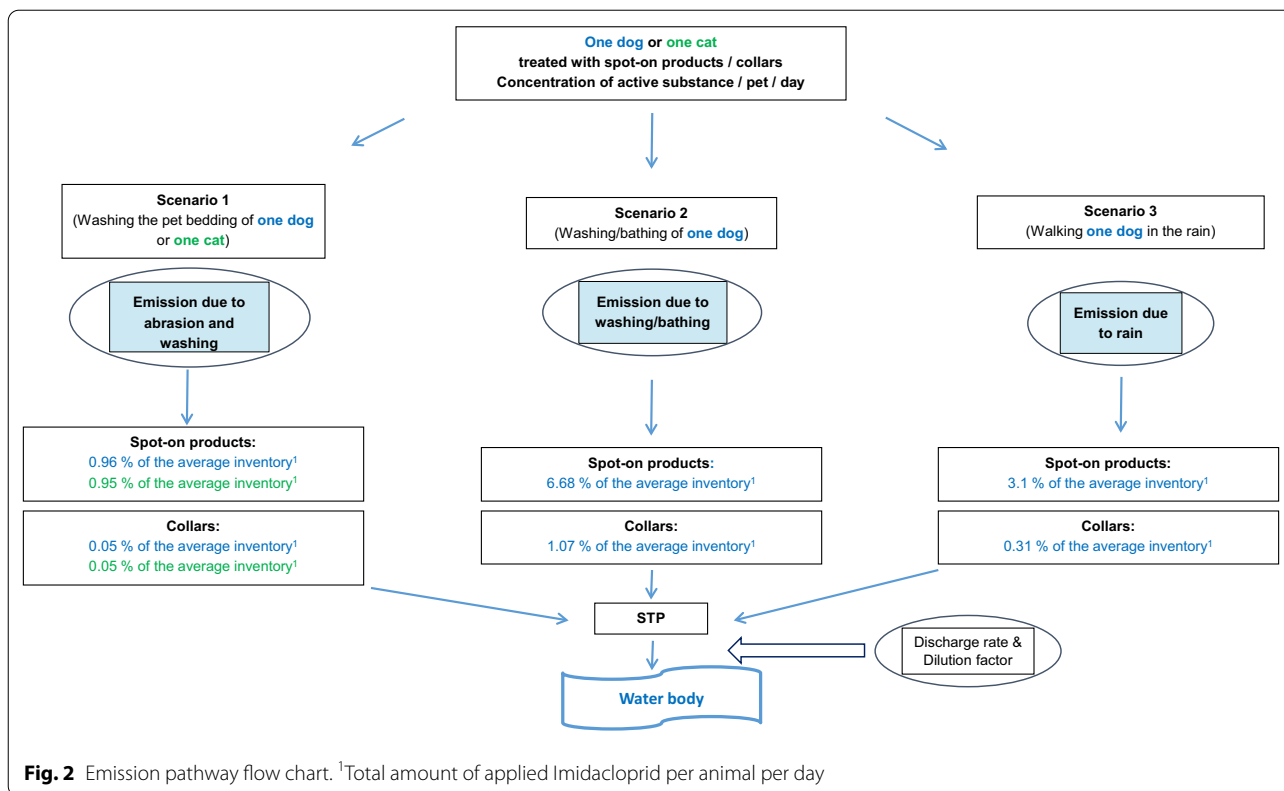 One dog or one cat
treated with spot-on products / collars
Concentration of active substance / pet / day
Scenario 1
(Washing the pet bedding of one dog
or one cat)
Scenario 2
(Washing/bathing of one dog)
Scenario 3
(Walking one dog in the rain)
Emission due to
abrasion and
washing
Emission due to
washing/bathing
Emission due
to rain
Spot-on products:
0.96 % of the average inventory¹
0.95 % of the average inventory¹
Spot-on products:
6.68 % of the average inventory¹
Spot-on products:
3.1 % of the average inventory¹
Collars:
0.05 % of the average inventory¹
0.05 % of the average inventory¹
Collars:
1.07 % of the average inventory¹
Collars:
0.31 % of the average inventory¹
STP
Discharge rate &
Dilution factor
Water body
Fig. 2 Emission pathway flow chart. ¹Total amount of applied Imidacloprid per animal per day